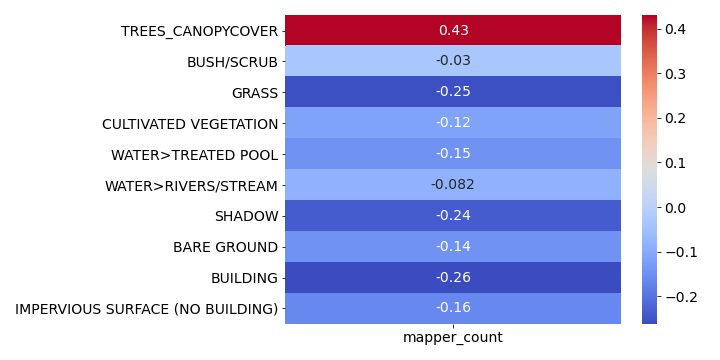 TREES_CANOPYCOVER 0.43
BUSH/SCRUB -0.03
GRASS -0.25
CULTIVATED VEGETATION -0.12
WATER>TREATED POOL -0.15
WATER>RIVERS/STREAM -0.082
SHADOW -0.24
BARE GROUND -0.14
BUILDING -0.26
IMPERVIOUS SURFACE (NO BUILDING) -0.16
mapper_count
0.4
0.3
0.2
0.1
0.0
−0.1
−0.2